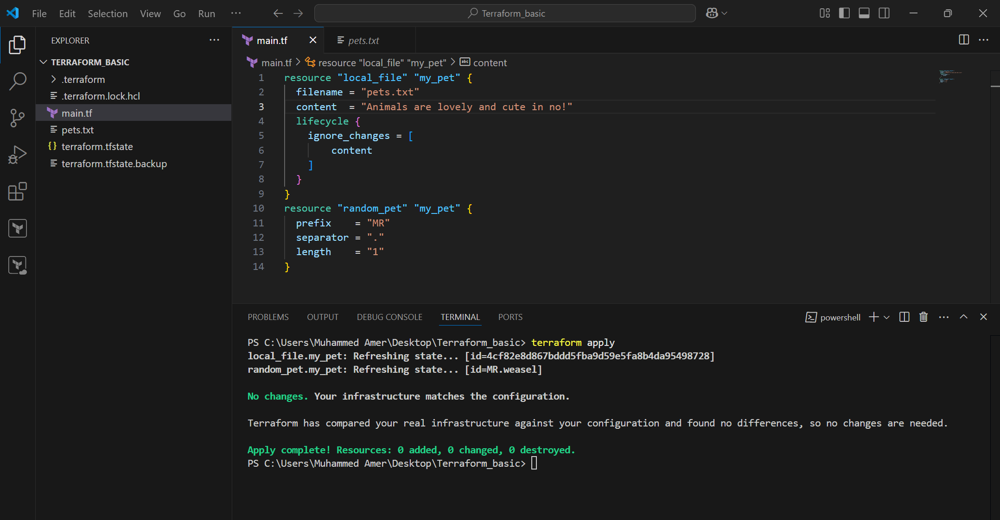 File Edit Selection View Go Run ···
Terraform_basic
EXPLORER ···
TERRAFORM_BASIC
.terraform
.terraform.lock.hcl
main.tf
pets.txt
{} terraform.tfstate
terraform.tfstate.backup
main.tf pets.txt
main.tf > resource "local_file" "my_pet" > abc content
1 resource "local_file" "my_pet" {
2 filename = "pets.txt"
3 content  = "Animals are lovely and cute in no!"
4 lifecycle {
5 ignore_changes = [
6 content
7 ]
8 }
9 }
10 resource "random_pet" "my_pet" {
11 prefix    = "MR"
12 separator = "."
13 length    = "1"
14 }
PROBLEMS OUTPUT DEBUG CONSOLE TERMINAL PORTS
powershell
PS C:\Users\Muhammed Amer\Desktop\Terraform_basic> terraform apply
local_file.my_pet: Refreshing state... [id=4cf82e8d867bddd5fba9d59e5fa8b4da95498728]
random_pet.my_pet: Refreshing state... [id=MR.weasel]
No changes. Your infrastructure matches the configuration.
Terraform has compared your real infrastructure against your configuration and found no differences, so no changes are needed.
Apply complete! Resources: 0 added, 0 changed, 0 destroyed.
PS C:\Users\Muhammed Amer\Desktop\Terraform_basic>